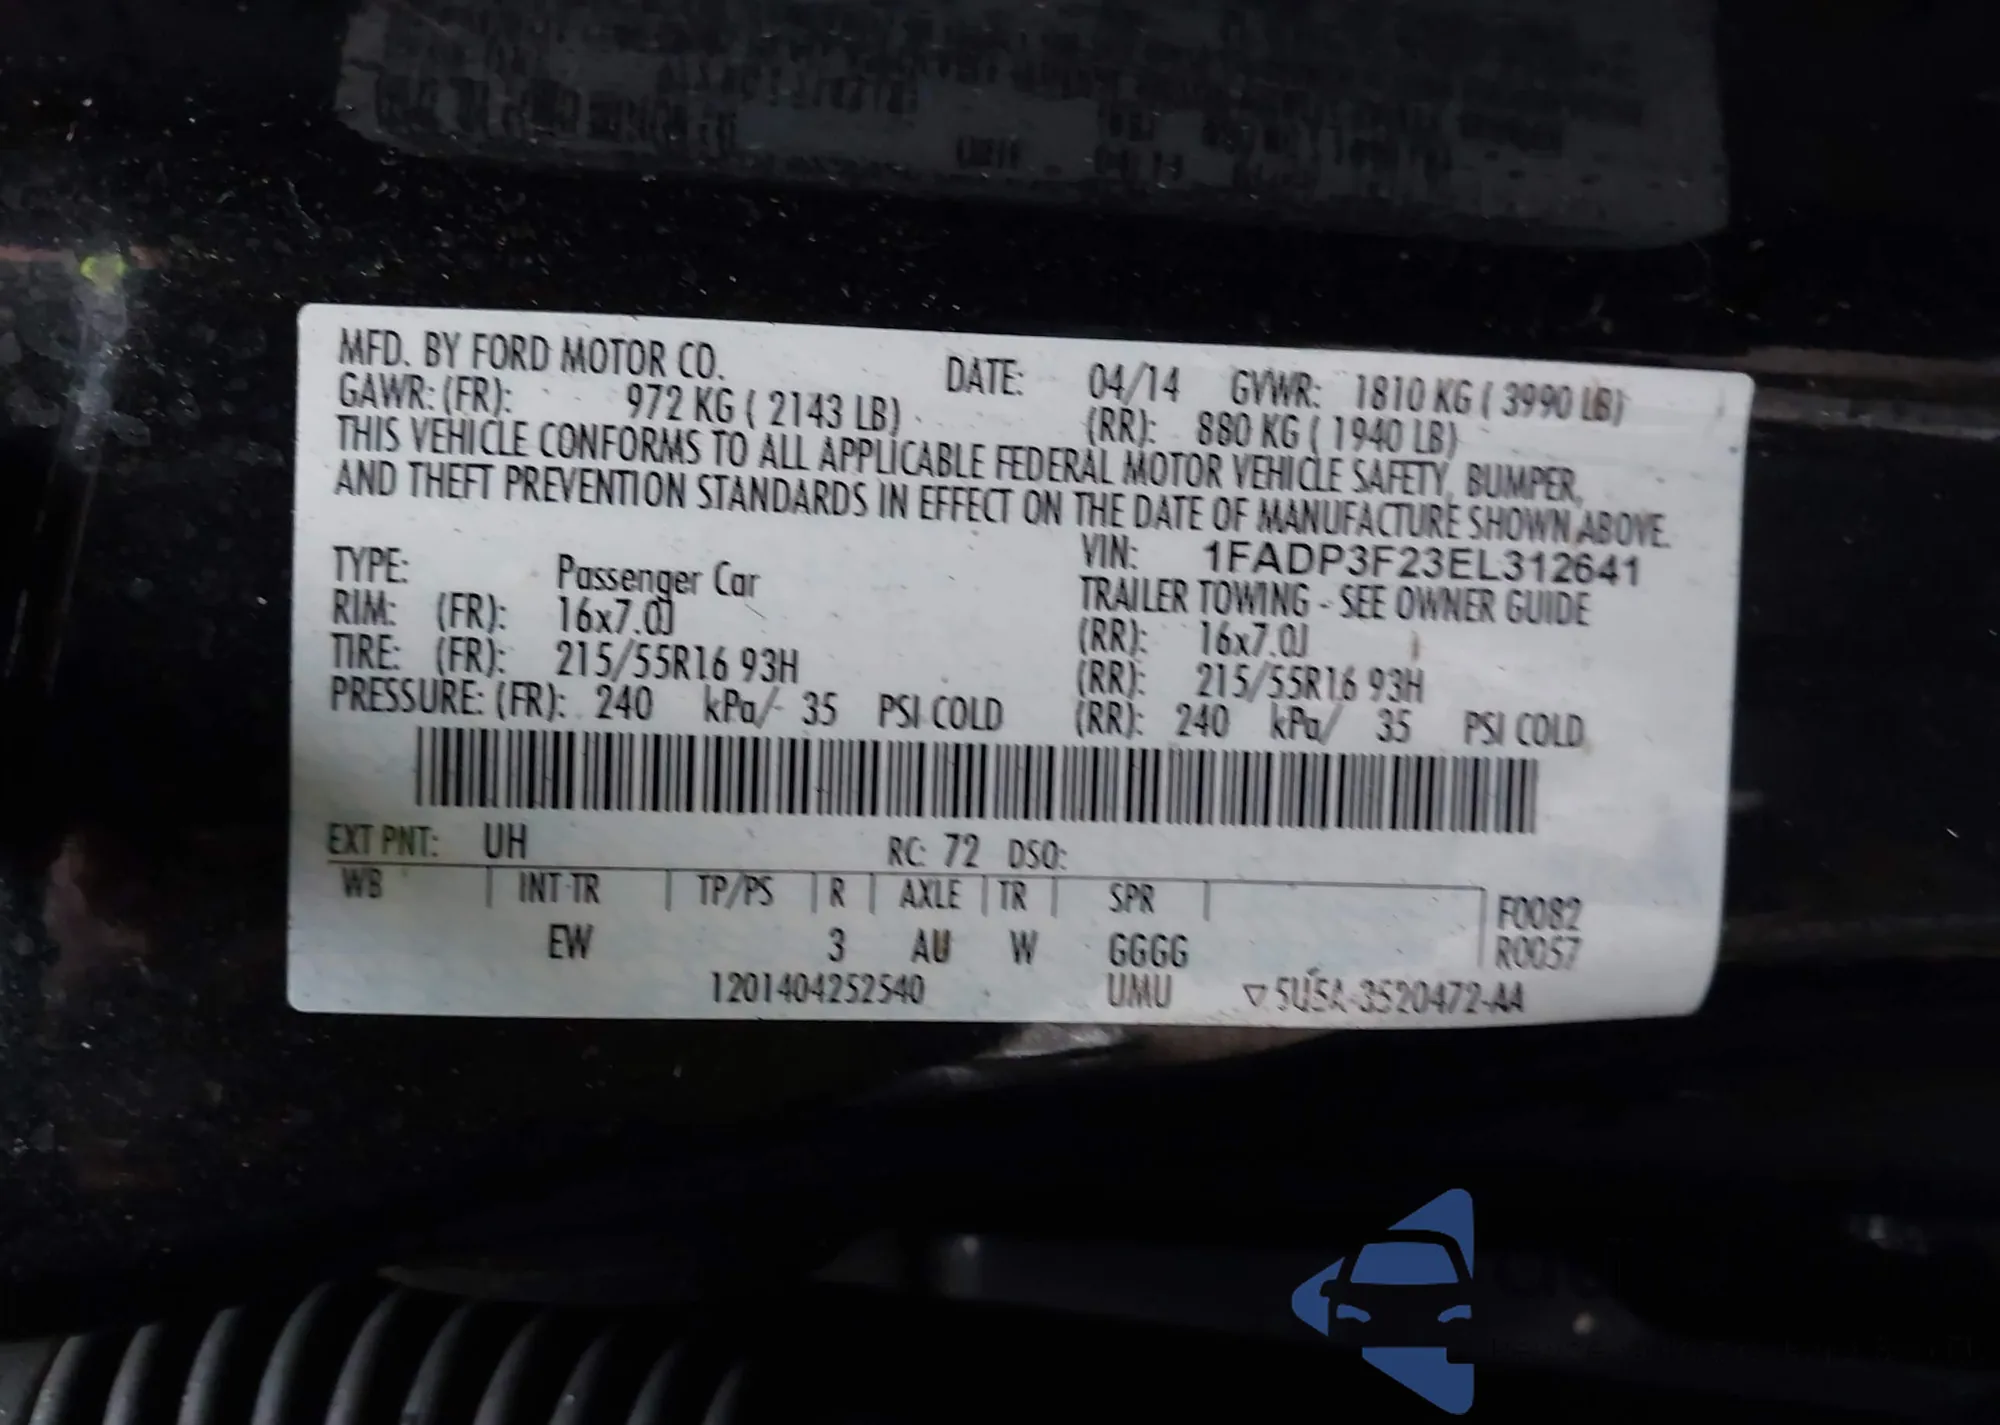 MFD. BY FORD MOTOR CO. DATE: 04/14 GVWR: 1810 KG ( 3990 LB)
GAWR: (FR): 972 KG ( 2143 LB) (RR): 880 KG ( 1940 LB)
THIS VEHICLE CONFORMS TO ALL APPLICABLE FEDERAL MOTOR VEHICLE SAFETY, BUMPER,
AND THEFT PREVENTION STANDARDS IN EFFECT ON THE DATE OF MANUFACTURE SHOWN ABOVE.
VIN: 1FADP3F23EL312641
TYPE: Passenger Car TRAILER TOWING - SEE OWNER GUIDE
RIM: (FR): 16x7.0J (RR): 16x7.0J
TIRE: (FR): 215/55R16 93H (RR): 215/55R16 93H
PRESSURE: (FR): 240 kPa/ 35 PSI COLD (RR): 240 kPa/ 35 PSI COLD
EXT PNT: UH RC: 72 DSO:
WB INT TR TP/PS R AXLE TR SPR F0082
EW 3 AU W GGGG R0057
1201404252540 UMU ▽ 5U5A-3520472-AA